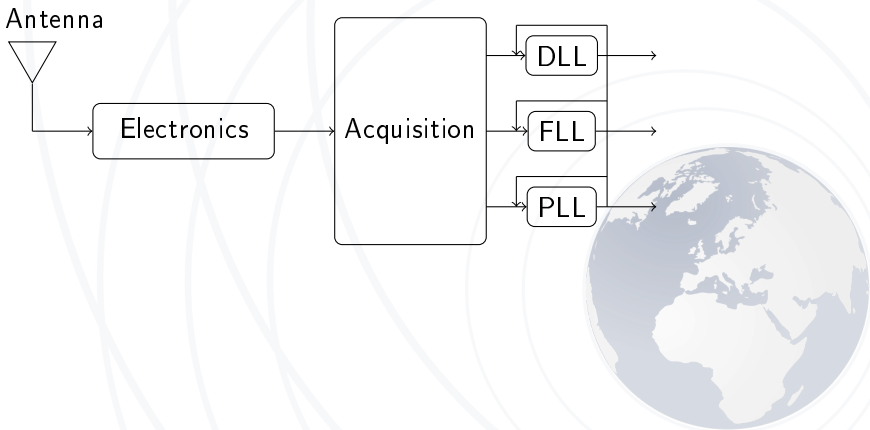 Antenna
Electronics
Acquisition
DLL
FLL
PLL